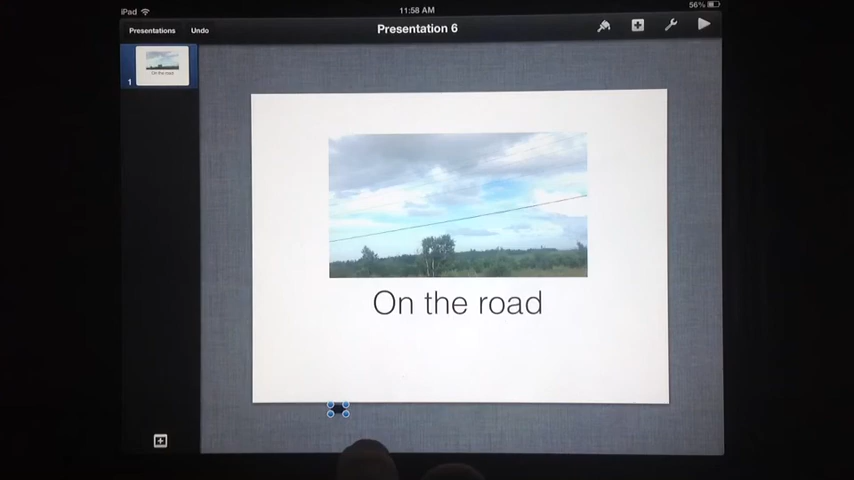 iPad 11:58 AM 56%
Presentations Undo Presentation 6
On the road
1
On the road